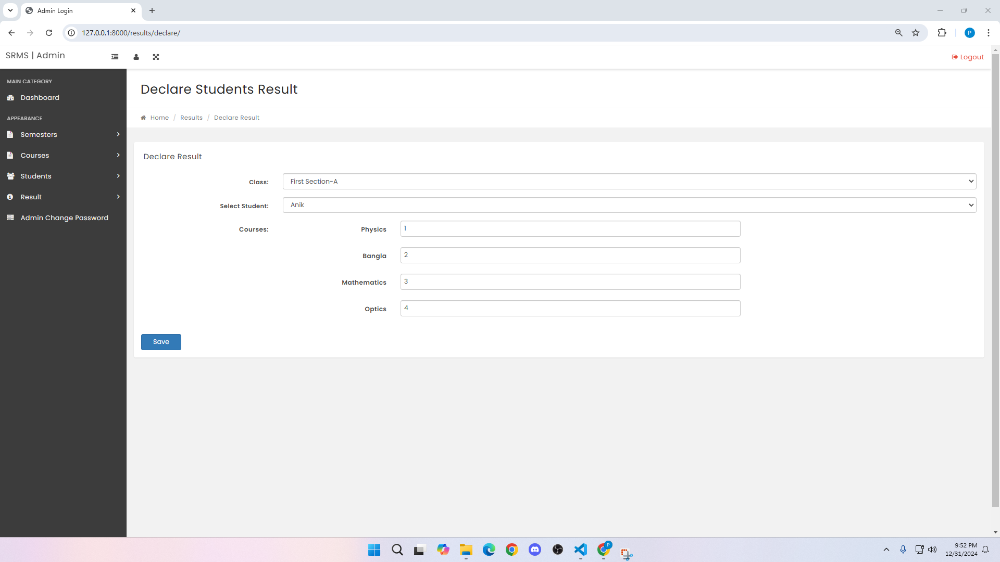 Admin Login
127.0.0.1:8000/results/declare/
P
SRMS | Admin
Logout
MAIN CATEGORY
Dashboard
APPEARANCE
Semesters
Courses
Students
Result
Admin Change Password
Declare Students Result
Home / Results / Declare Result
Declare Result
Class: First Section-A
Select Student: Anik
Courses: Physics 1
Bangla 2
Mathematics 3
Optics 4
Save
P
9:52 PM
12/31/2024